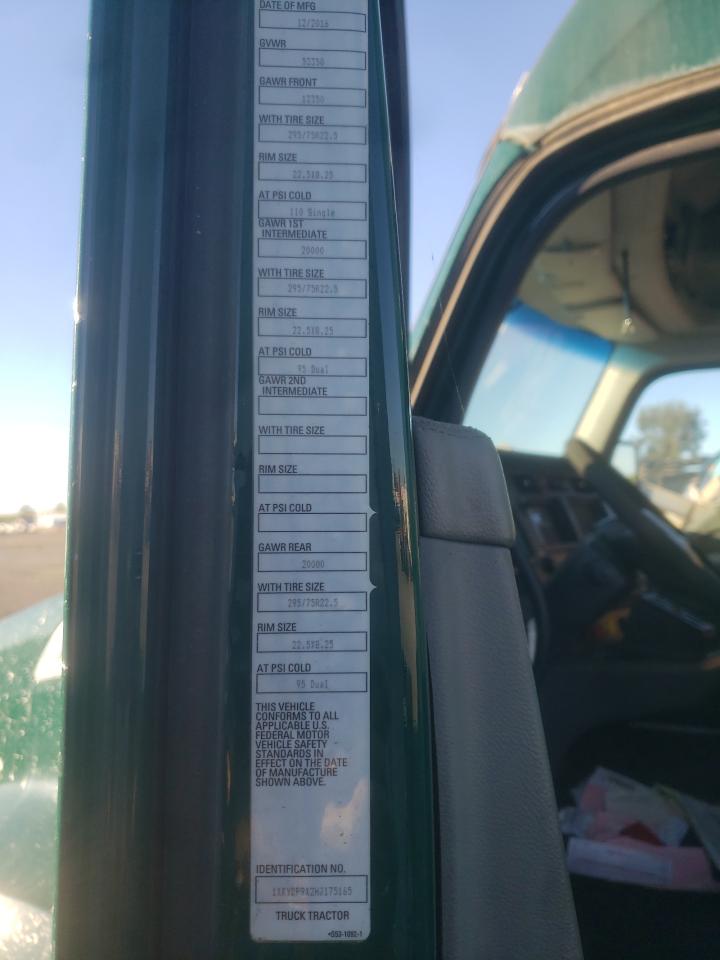 DATE OF MFG
12/2016
GVWR
52350
GAWR FRONT
12350
WITH TIRE SIZE
295/75R22.5
RIM SIZE
22.5X8.25
AT PSI COLD
110 Single
GAWR 1ST
INTERMEDIATE
20000
WITH TIRE SIZE
295/75R22.5
RIM SIZE
22.5X8.25
AT PSI COLD
95 Dual
GAWR 2ND
INTERMEDIATE
WITH TIRE SIZE
RIM SIZE
AT PSI COLD
GAWR REAR
20000
WITH TIRE SIZE
295/75R22.5
RIM SIZE
22.5X8.25
AT PSI COLD
95 Dual
THIS VEHICLE
CONFORMS TO ALL
APPLICABLE U.S.
FEDERAL MOTOR
VEHICLE SAFETY
STANDARDS IN
EFFECT ON THE DATE
OF MANUFACTURE
SHOWN ABOVE.
IDENTIFICATION NO.
1XKYDP9X2HJ175165
TRUCK TRACTOR